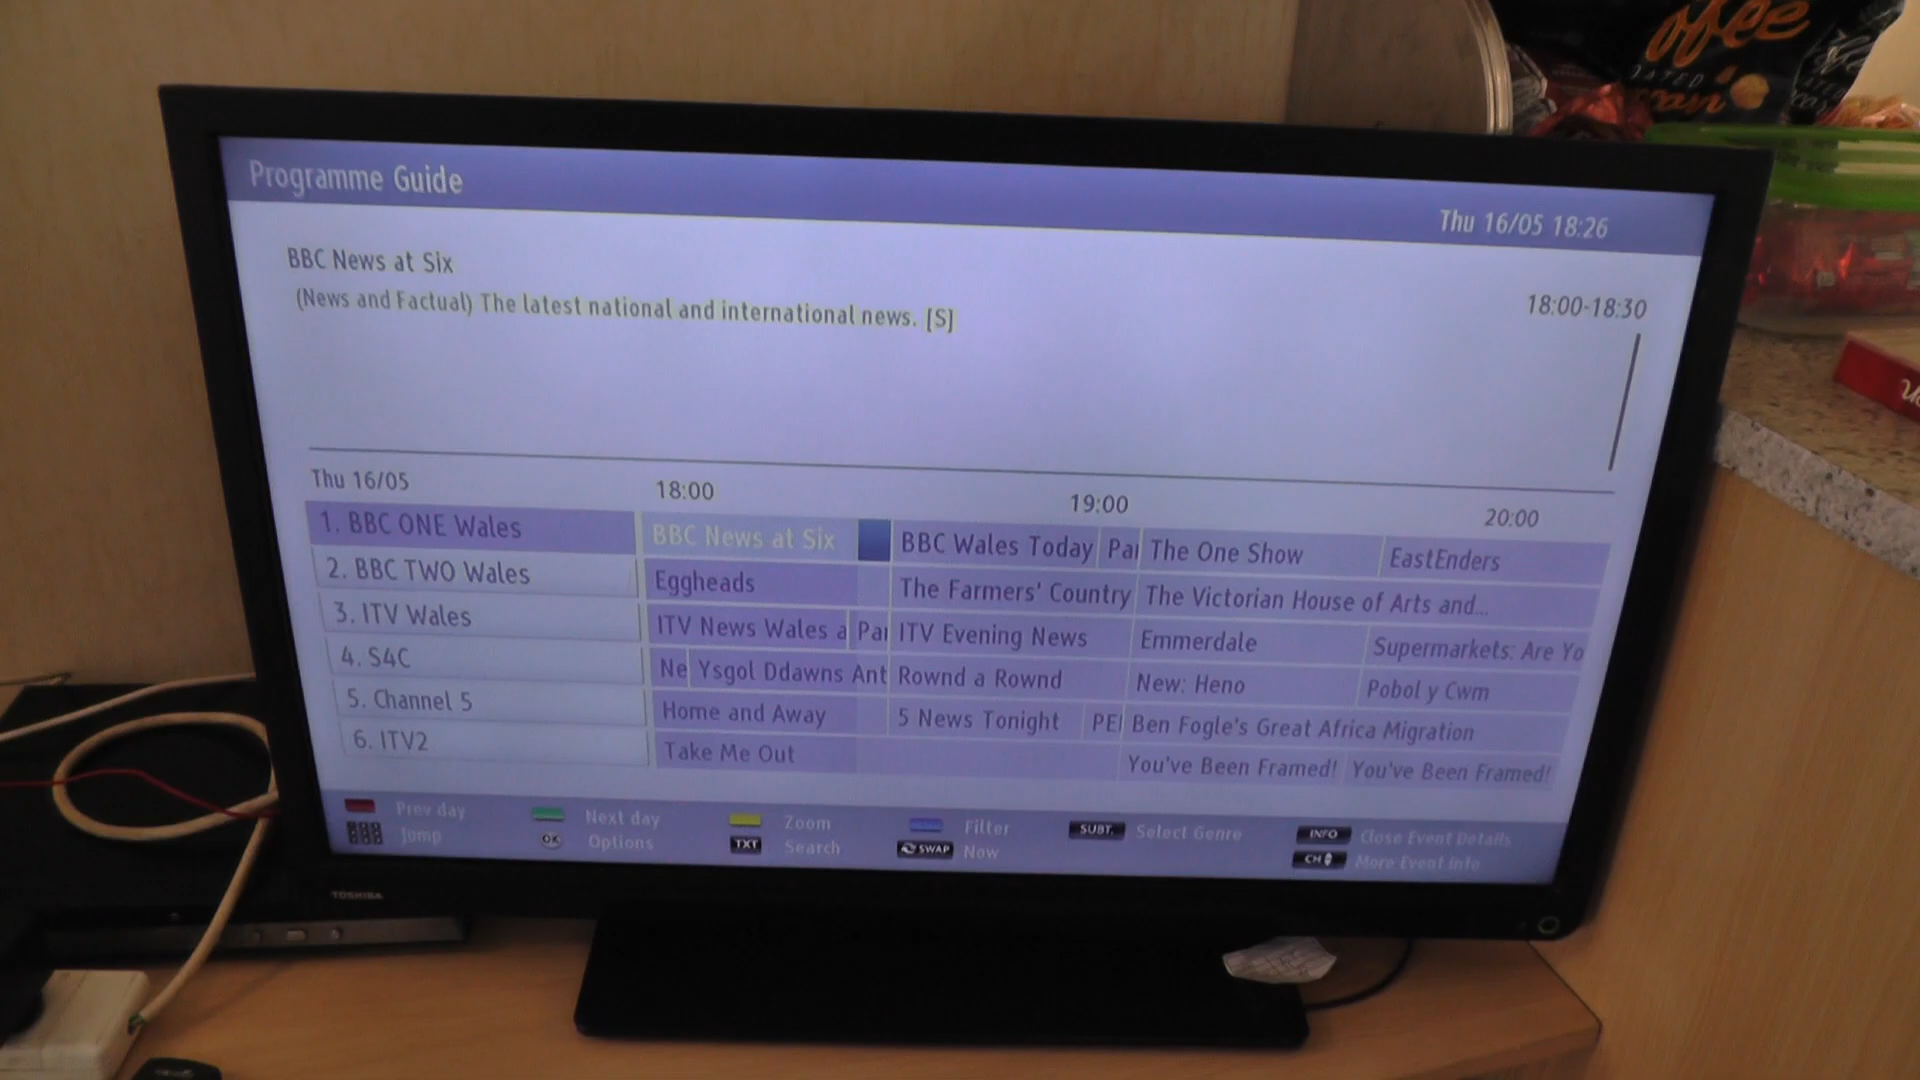 Programme Guide
Thu 16/05 18:26
BBC News at Six
(News and Factual) The latest national and international news. [S]
18:00-18:30
Thu 16/05 18:00 19:00 20:00
1. BBC ONE Wales BBC News at Six BBC Wales Today Par The One Show EastEnders
2. BBC TWO Wales Eggheads The Farmers' Country The Victorian House of Arts and...
3. ITV Wales ITV News Wales a Par ITV Evening News Emmerdale Supermarkets: Are Yo
4. S4C Ne Ysgol Ddawns Ant Rownd a Rownd New: Heno Pobol y Cwm
5. Channel 5 Home and Away 5 News Tonight PE Ben Fogle's Great Africa Migration
6. ITV2 Take Me Out You've Been Framed! You've Been Framed!
Prev day Next day Zoom Filter SUBT. Select Genre INFO Close Event Details
Jump OK Options TXT Search SWAP Now CH More Event Info
TOSHIBA